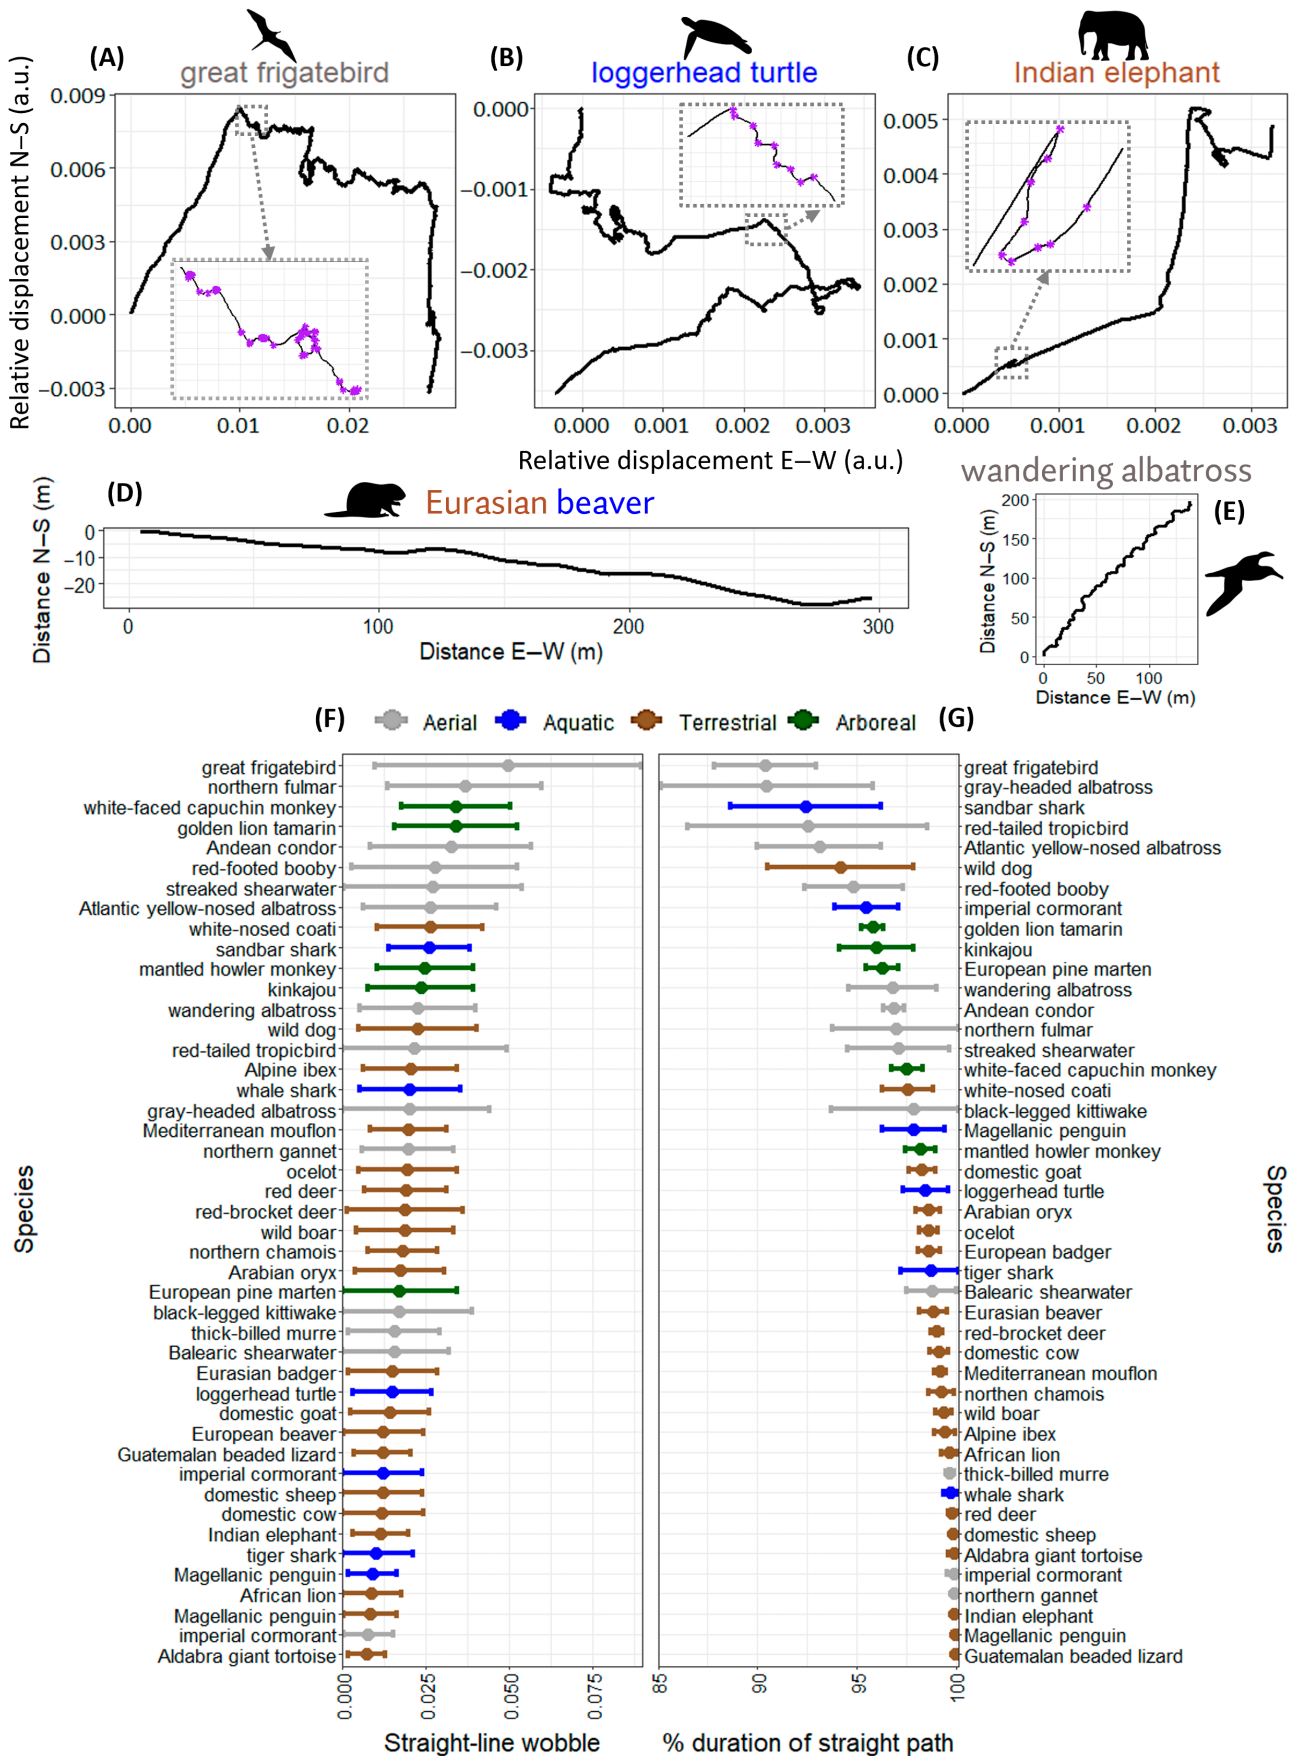 (A)
great frigatebird
(B)
loggerhead turtle
(C)
Indian elephant
Relative displacement N–S (a.u.)
0.009
0.006
0.003
0.000
−0.003
0.00
0.01
0.02
0.000
−0.001
−0.002
−0.003
0.000
0.001
0.002
0.003
0.005
0.004
0.003
0.002
0.001
0.000
0.000
0.001
0.002
0.003
Relative displacement E–W (a.u.)
(D)
Eurasian beaver
Distance N–S (m)
0
−10
−20
0
100
200
300
Distance E–W (m)
wandering albatross
(E)
Distance N–S (m)
200
150
100
50
0
0
50
100
Distance E–W (m)
(F)
Aerial
Aquatic
Terrestrial
Arboreal
(G)
Species
great frigatebird
northern fulmar
white-faced capuchin monkey
golden lion tamarin
Andean condor
red-footed booby
streaked shearwater
Atlantic yellow-nosed albatross
white-nosed coati
sandbar shark
mantled howler monkey
kinkajou
wandering albatross
wild dog
red-tailed tropicbird
Alpine ibex
whale shark
gray-headed albatross
Mediterranean mouflon
northern gannet
ocelot
red deer
red-brocket deer
wild boar
northern chamois
Arabian oryx
European pine marten
black-legged kittiwake
thick-billed murre
Balearic shearwater
Eurasian badger
loggerhead turtle
domestic goat
European beaver
Guatemalan beaded lizard
imperial cormorant
domestic sheep
domestic cow
Indian elephant
tiger shark
Magellanic penguin
African lion
Magellanic penguin
imperial cormorant
Aldabra giant tortoise
0.000
0.025
0.050
0.075
Straight-line wobble
great frigatebird
gray-headed albatross
sandbar shark
red-tailed tropicbird
Atlantic yellow-nosed albatross
wild dog
red-footed booby
imperial cormorant
golden lion tamarin
kinkajou
European pine marten
wandering albatross
Andean condor
northern fulmar
streaked shearwater
white-faced capuchin monkey
white-nosed coati
black-legged kittiwake
Magellanic penguin
mantled howler monkey
domestic goat
loggerhead turtle
Arabian oryx
ocelot
European badger
tiger shark
Balearic shearwater
Eurasian beaver
red-brocket deer
domestic cow
Mediterranean mouflon
northen chamois
wild boar
Alpine ibex
African lion
thick-billed murre
whale shark
red deer
domestic sheep
Aldabra giant tortoise
imperial cormorant
northern gannet
Indian elephant
Magellanic penguin
Guatemalan beaded lizard
85
90
95
100
% duration of straight path
Species